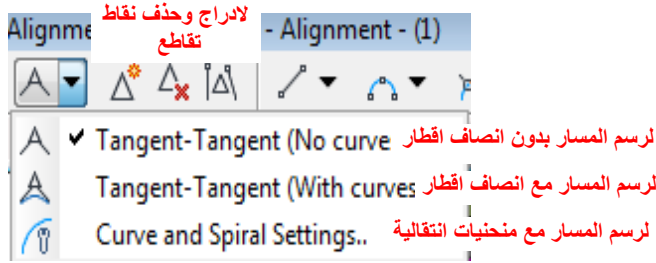 لادراج وحذف نقاط
تقاطع
Alignme - Alignment - (1)
Tangent-Tangent (No curve لرسم المسار بدون انصاف اقطار
Tangent-Tangent (With curves لرسم المسار مع انصاف اقطار
Curve and Spiral Settings.. لرسم المسار مع منحنيات انتقالية